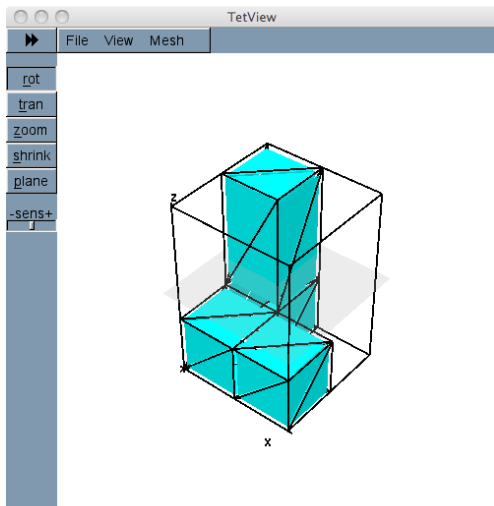 TetView
File View Mesh
rot
tran
zoom
shrink
plane
-sens+
z
x